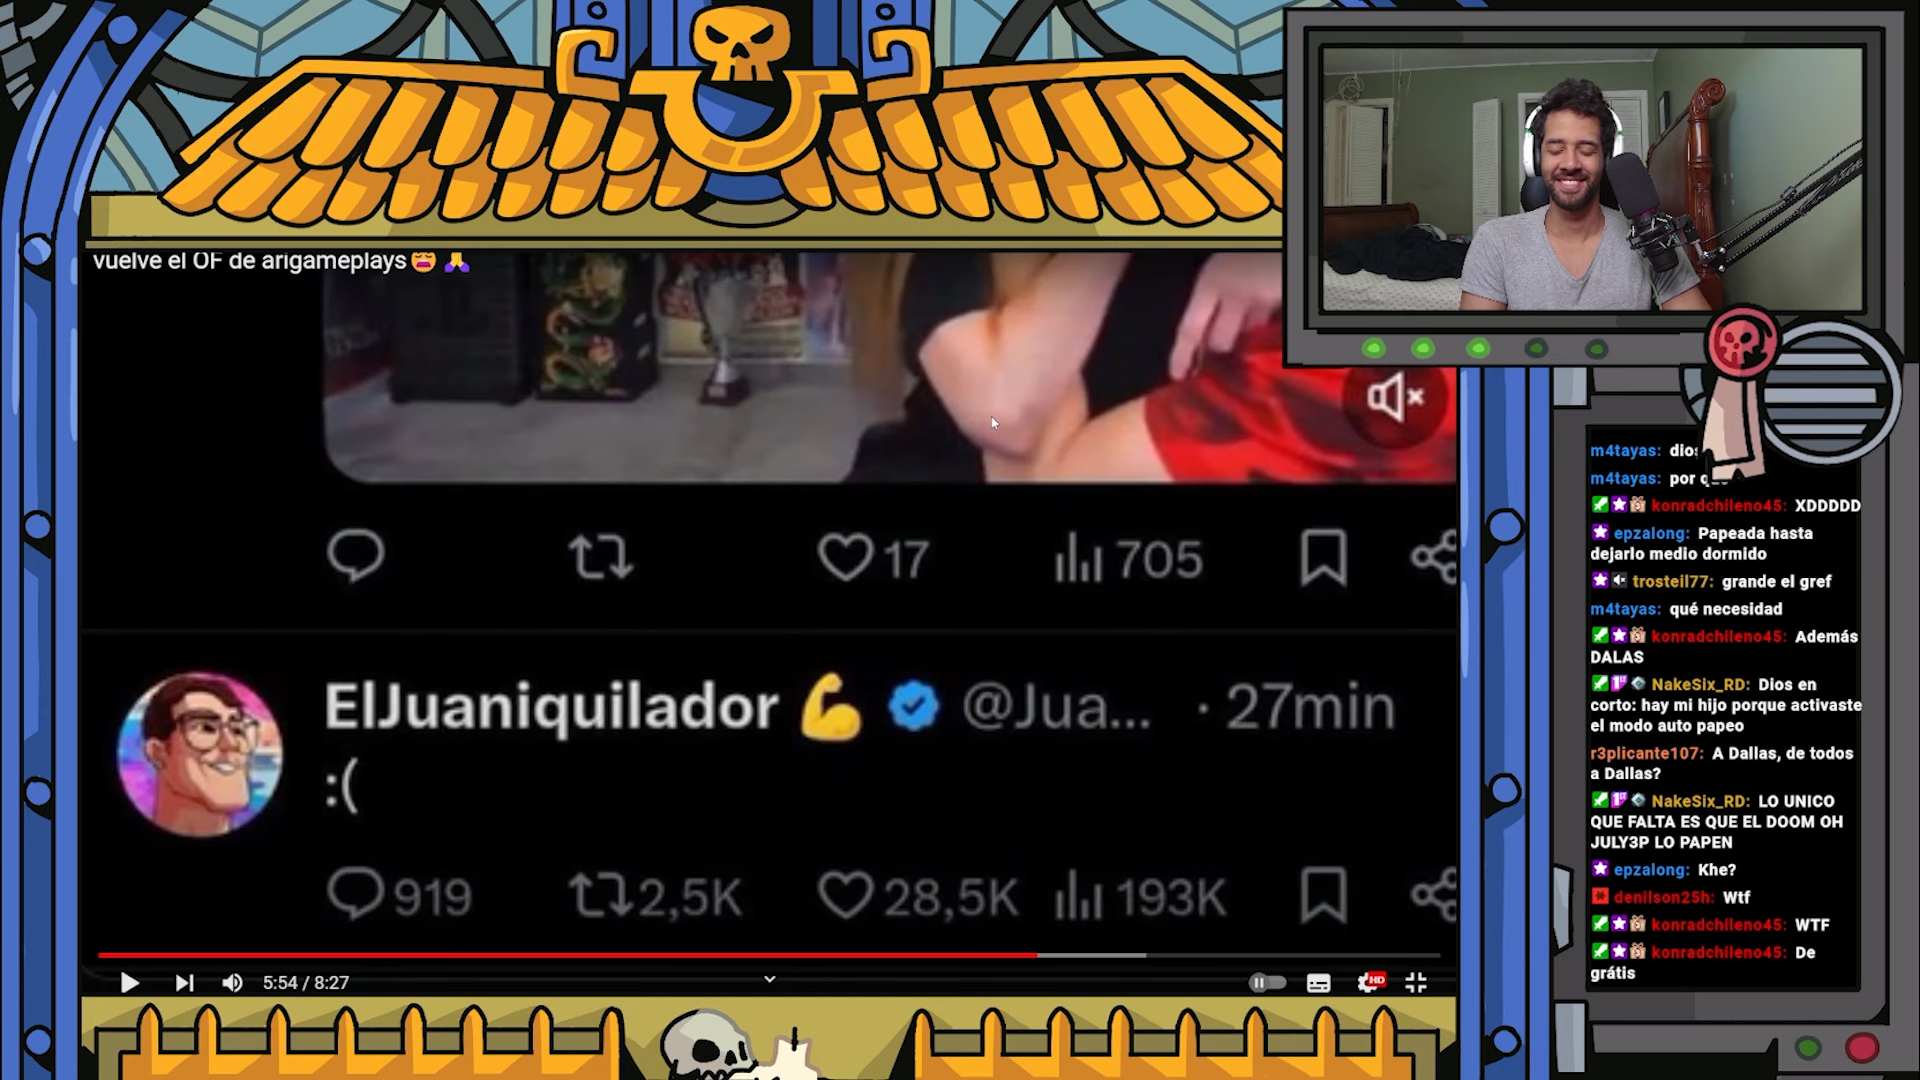 vuelve el OF de arigameplays😩🙏
17
705
ElJuaniquilador 💪 @Jua... · 27min
:(
919
2,5K
28,5K
193K
5:54 / 8:27
HD
m4tayas: dios
m4tayas: por qué
konradchileno45: XDDDDD
epzalong: Papeada hasta
dejarlo medio dormido
trosteil77: grande el gref
m4tayas: qué necesidad
konradchileno45: Además
DALAS
NakeSix_RD: Dios en
corto: hay mi hijo porque activaste
el modo auto papeo
r3plicante107: A Dallas, de todos
a Dallas?
NakeSix_RD: LO UNICO
QUE FALTA ES QUE EL DOOM OH
JULY3P LO PAPEN
epzalong: Khe?
denilson25h: Wtf
konradchileno45: WTF
konradchileno45: De
grátis